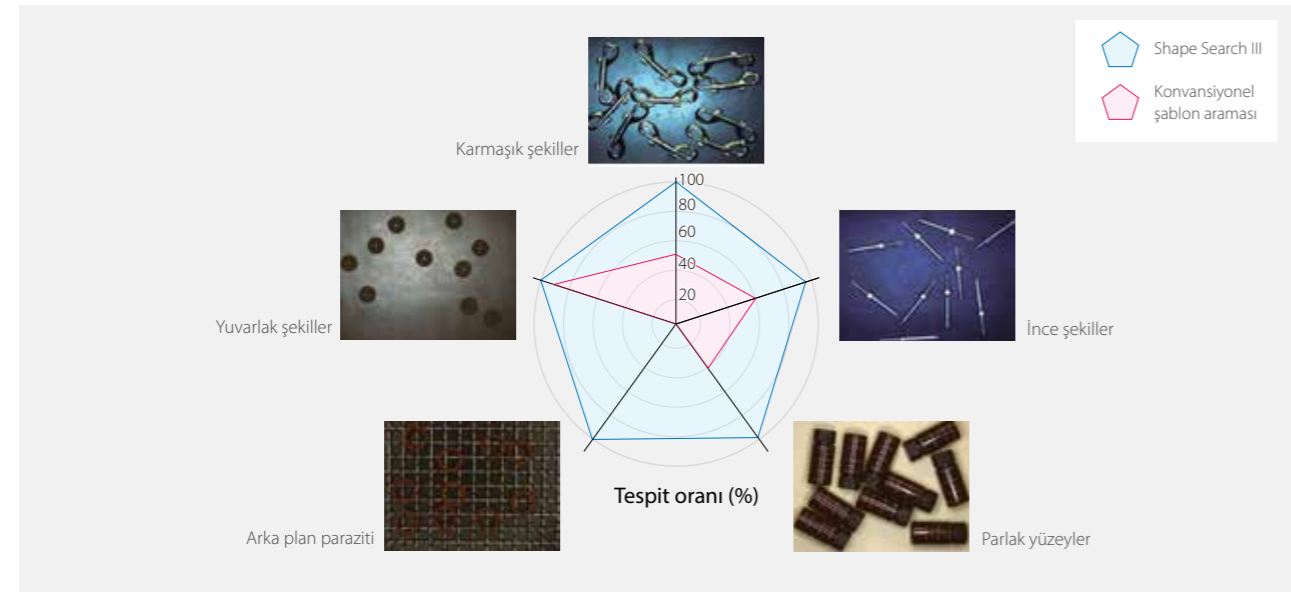 Shape Search III
Konvansiyonel
şablon araması
Karmaşık şekiller
100
80
60
40
20
Yuvarlak şekiller
İnce şekiller
Tespit oranı (%)
Arka plan paraziti
Parlak yüzeyler